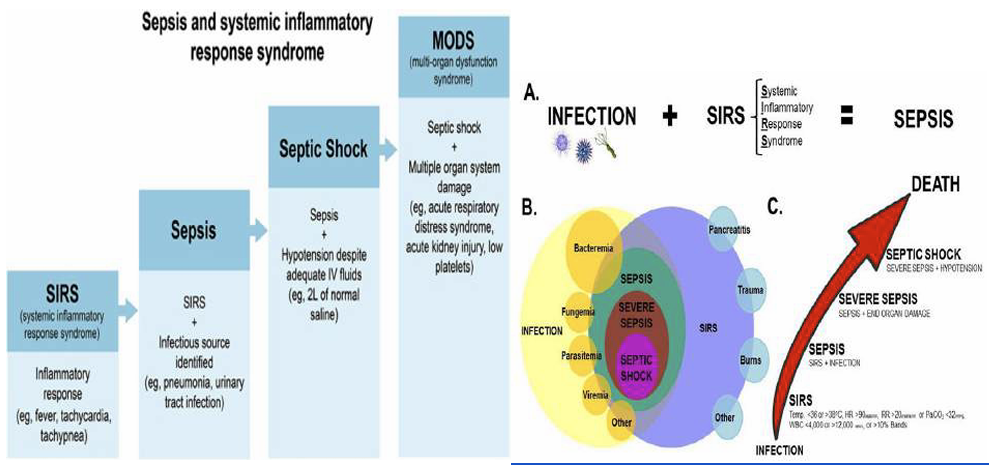 Sepsis and systemic inflammatory
response syndrome
SIRS
(systemic inflammatory
response syndrome)
Inflammatory
response
(eg, fever, tachycardia,
tachypnea)
Sepsis
SIRS
+
Infectious source
identified
(eg, pneumonia, urinary
tract infection)
Septic Shock
Sepsis
+
Hypotension despite
adequate IV fluids
(eg, 2L of normal
saline)
MODS
(multi-organ dysfunction
syndrome)
Septic shock
+
Multiple organ system
damage
(eg, acute respiratory
distress syndrome,
acute kidney injury, low
platelets)
A.
INFECTION + SIRS
Systemic
Inflammatory
Response
Syndrome
= SEPSIS
B.
INFECTION
Bacteremia
Fungemia
Parasitemia
Viremia
Other
SEPSIS
SEVERE
SEPSIS
SEPTIC
SHOCK
SIRS
Pancreatitis
Trauma
Burns
Other
C.
DEATH
SEPTIC SHOCK
SEVERE SEPSIS + HYPOTENSION
SEVERE SEPSIS
SEPSIS + END ORGAN DAMAGE
SEPSIS
SIRS + INFECTION
SIRS
Temp. <36 or >38°C, HR >90 RR >20 or PaCO₂ <32
WBC <4,000 or >12,000 or >10% Bands
INFECTION